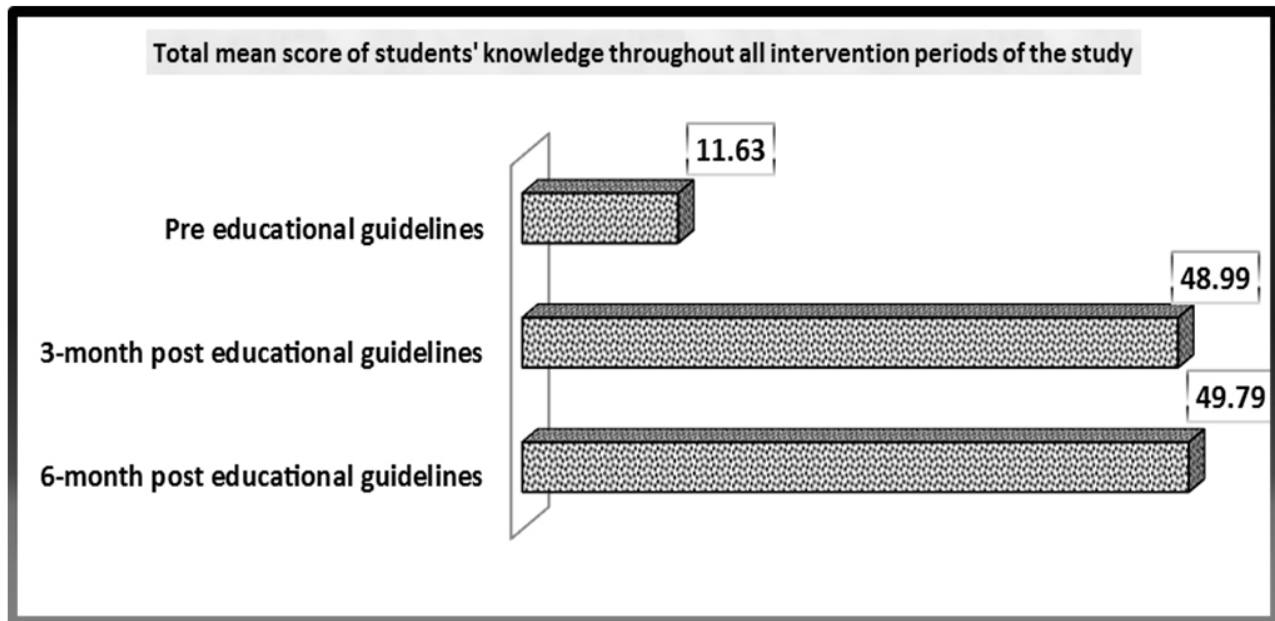 Total mean score of students' knowledge throughout all intervention periods of the study
11.63
Pre educational guidelines
48.99
3-month post educational guidelines
49.79
6-month post educational guidelines